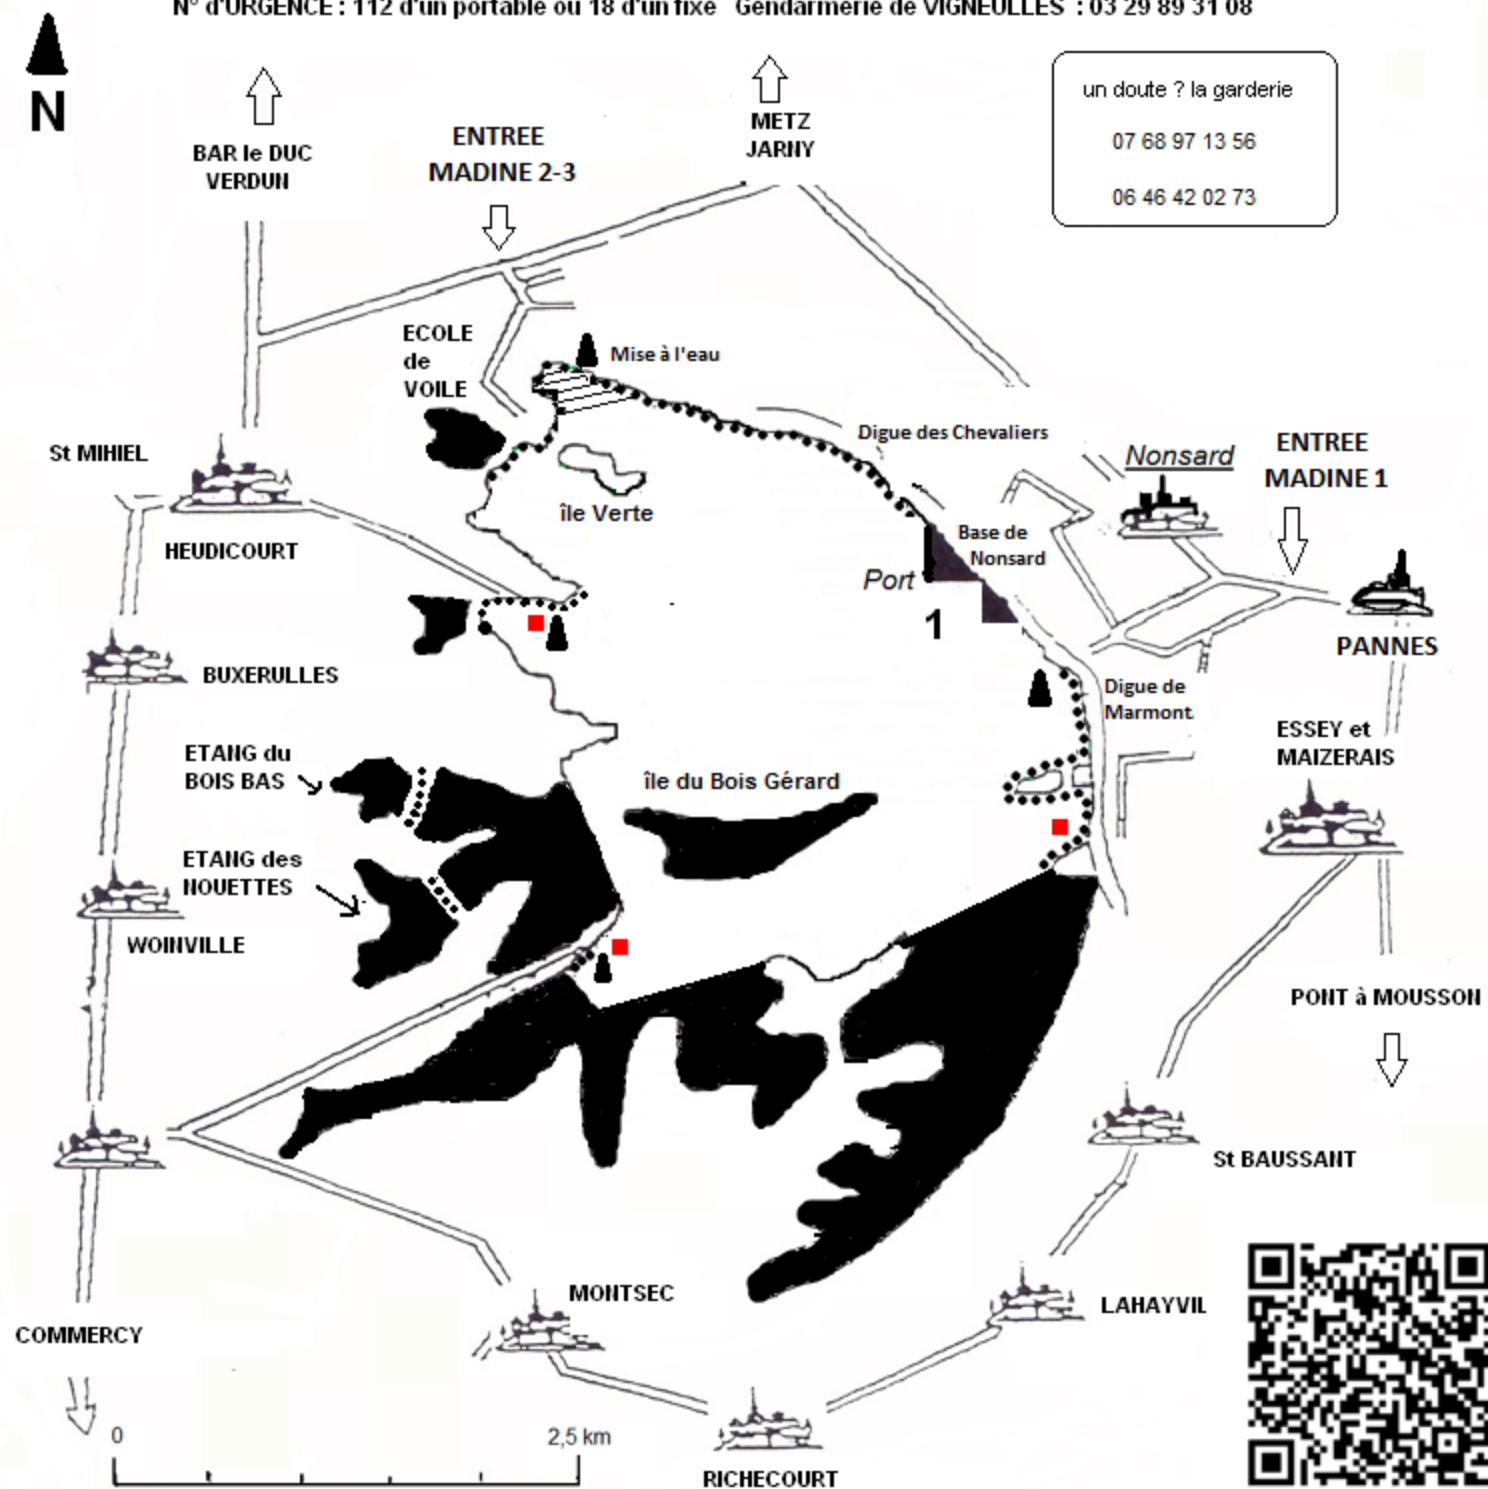 N° d'URGENCE : 112 d'un portable ou 18 d'un fixe Gendarmerie de VIGNEULLES : 03 29 89 31 08
N
BAR le DUC
VERDUN
ENTREE
MADINE 2-3
METZ
JARNY
un doute ? la garderie
07 68 97 13 56
06 46 42 02 73
ECOLE
de
VOILE
Mise à l'eau
Digue des Chevaliers
St MIHIEL
Nonsard
ENTREE
MADINE 1
île Verte
HEUDICOURT
Base de
Nonsard
Port
1
PANNES
BUXERULLES
Digue de
Marmont
ESSEY et
MAIZERAIS
ETANG du
BOIS BAS
île du Bois Gérard
ETANG des
NOUETTES
WOINVILLE
PONT à MOUSSON
St BAUSSANT
MONTSEC
LAHAYVIL
COMMERCY
0
2,5 km
RICHECOURT